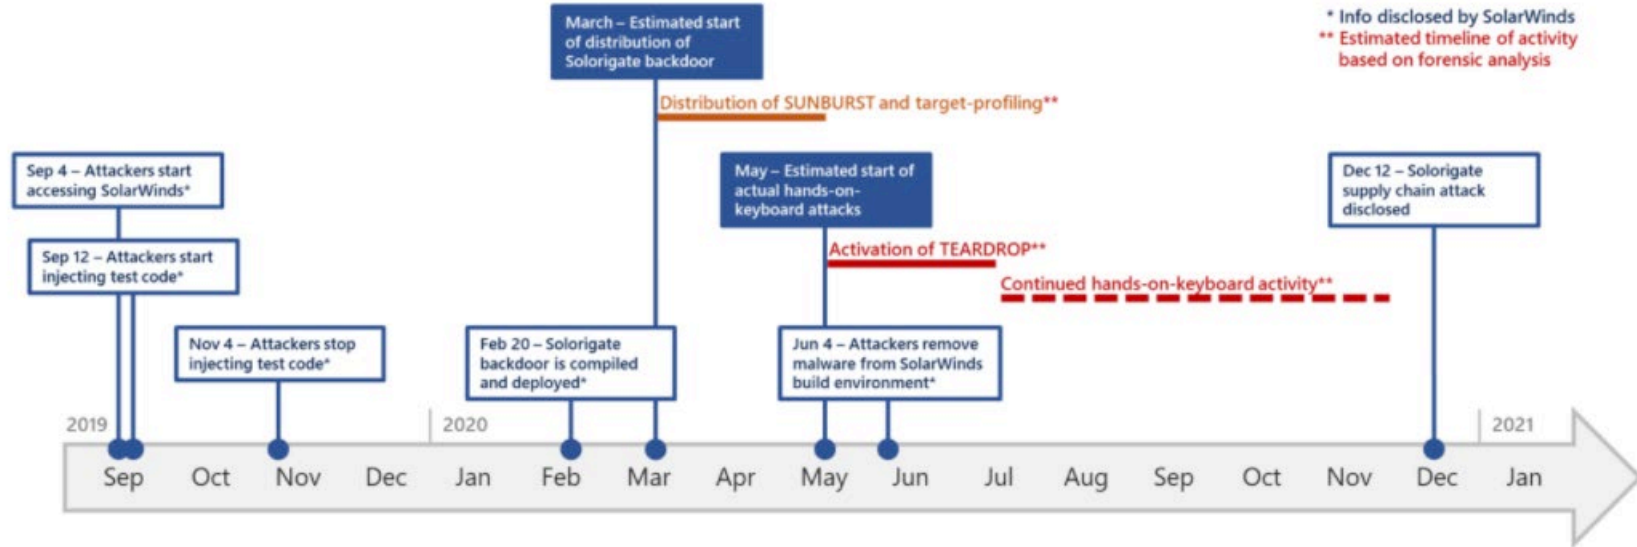 * Info disclosed by SolarWinds
** Estimated timeline of activity
based on forensic analysis
March – Estimated start
of distribution of
Solorigate backdoor
Distribution of SUNBURST and target-profiling**
Sep 4 – Attackers start
accessing SolarWinds*
May – Estimated start of
actual hands-on-
keyboard attacks
Dec 12 – Solorigate
supply chain attack
disclosed
Sep 12 – Attackers start
injecting test code*
Activation of TEARDROP**
Continued hands-on-keyboard activity**
Nov 4 – Attackers stop
injecting test code*
Feb 20 – Solorigate
backdoor is compiled
and deployed*
Jun 4 – Attackers remove
malware from SolarWinds
build environment*
2019 2020 2021
Sep Oct Nov Dec Jan Feb Mar Apr May Jun Jul Aug Sep Oct Nov Dec Jan